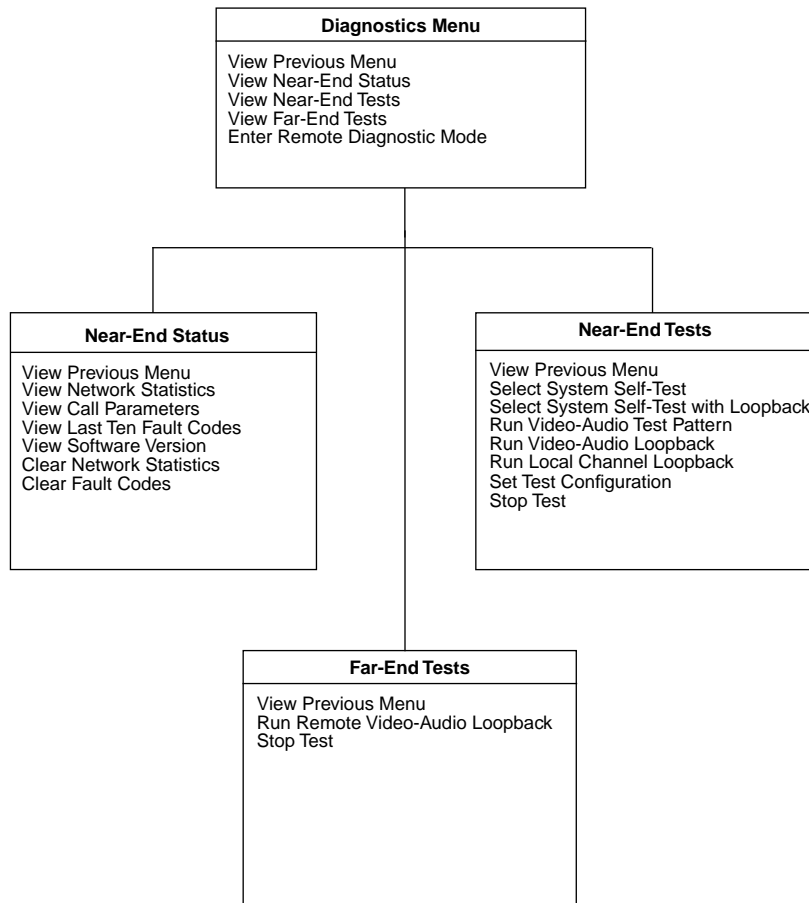 Diagnostics Menu
View Previous Menu
View Near-End Status
View Near-End Tests
View Far-End Tests
Enter Remote Diagnostic Mode
Near-End Status
View Previous Menu
View Network Statistics
View Call Parameters
View Last Ten Fault Codes
View Software Version
Clear Network Statistics
Clear Fault Codes
Near-End Tests
View Previous Menu
Select System Self-Test
Select System Self-Test with Loopback
Run Video-Audio Test Pattern
Run Video-Audio Loopback
Run Local Channel Loopback
Set Test Configuration
Stop Test
Far-End Tests
View Previous Menu
Run Remote Video-Audio Loopback
Stop Test